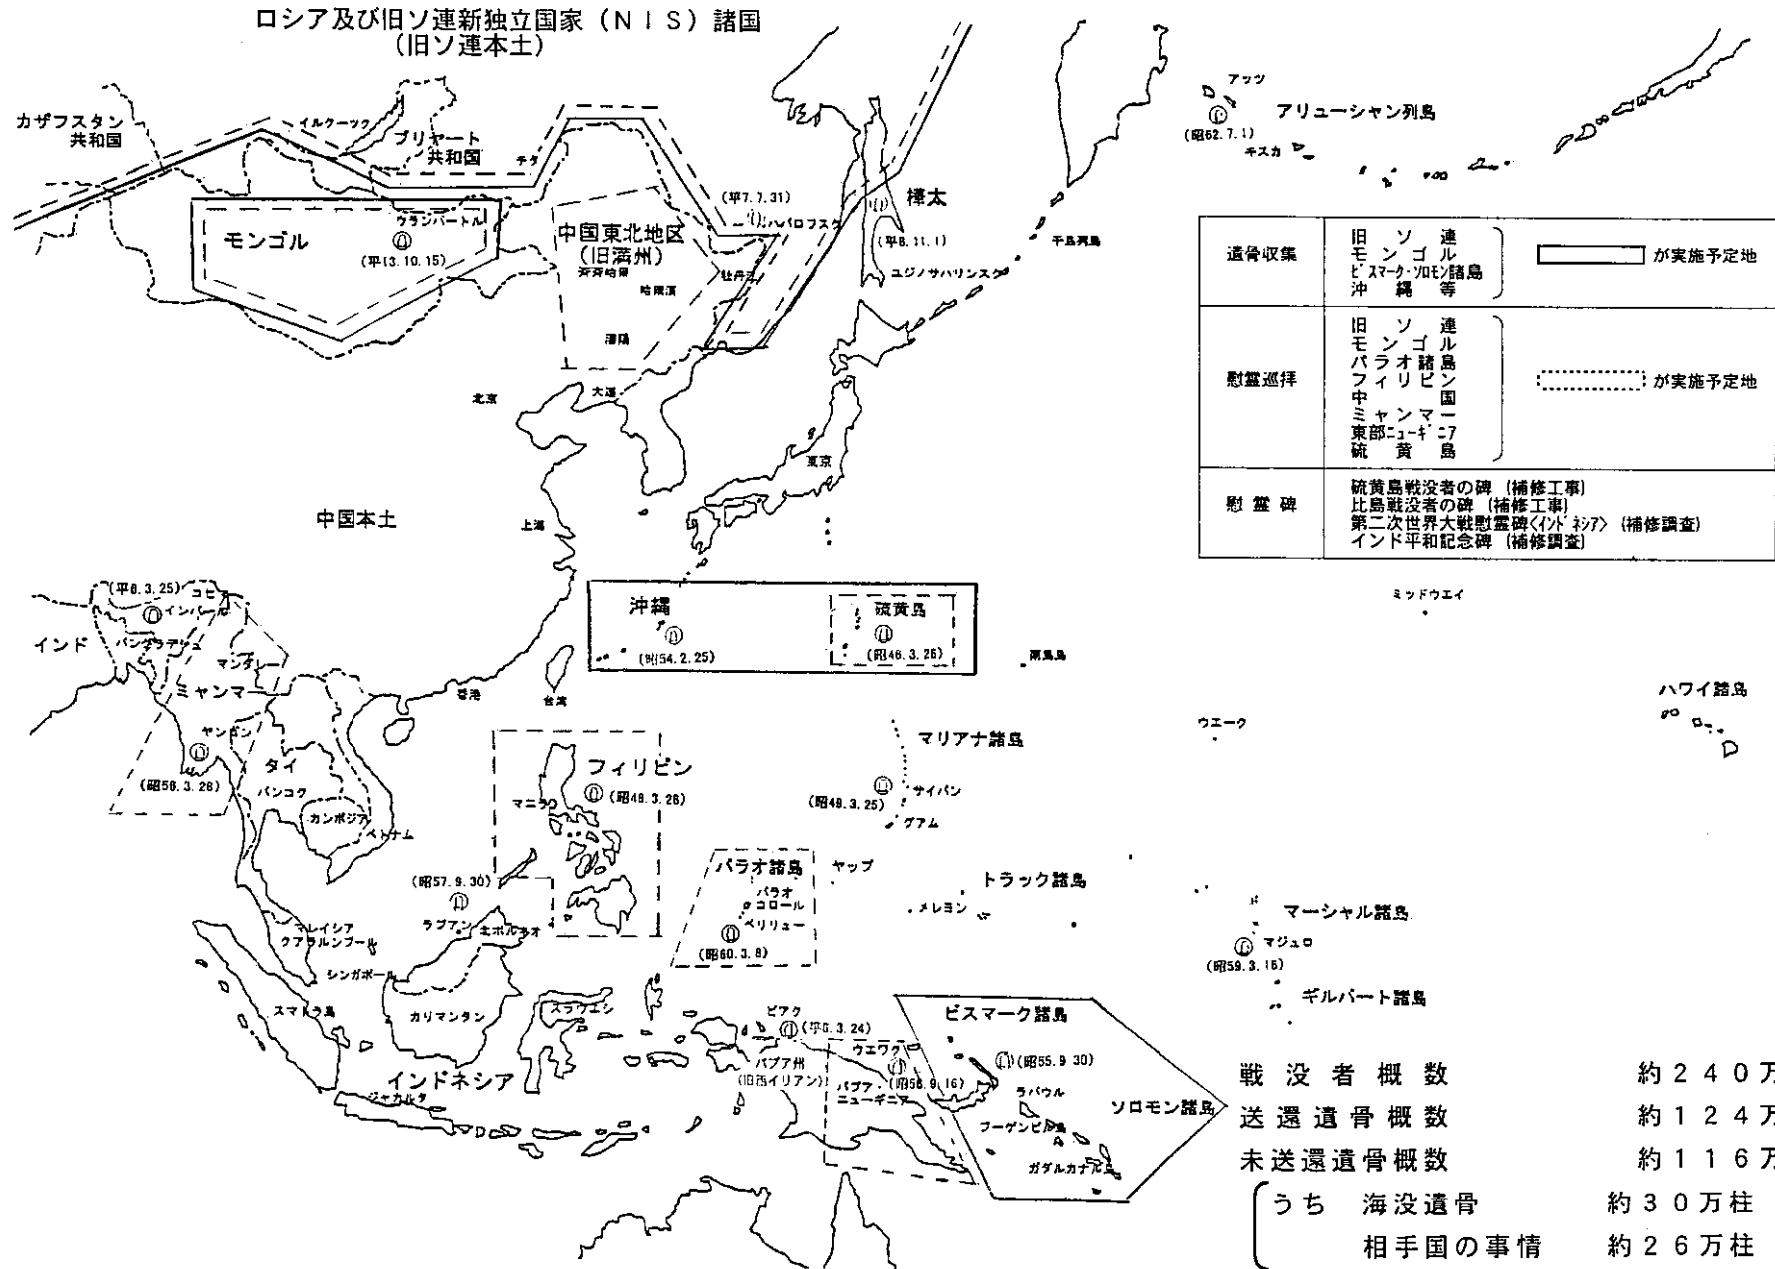 ロシア及び旧ソ連新独立国家(NIS)諸国
(旧ソ連本土)
カザフスタン
共和国
イルクーツク
ブリヤート
共和国
チタ
モンゴル
ウランバートル
(平13.10.15)
中国東北地区
(旧満州)
斉斉哈爾
哈爾濱
牡丹江
瀋陽
(平7.7.31)
ハバロフスク
樺太
(平8.11.1)
ユジノサハリンスク
千島列島
アッツ
アリューシャン列島
(昭62.7.1)
キスカ
遺骨収集
旧ソ連
モンゴル
ビスマーク・ソロモン諸島
沖縄等
が実施予定地
慰霊巡拝
旧ソ連
モンゴル
パラオ諸島
フィリピン
中国
ミャンマー
東部ニューギニア
硫黄島
が実施予定地
慰霊碑
硫黄島戦没者の碑(補修工事)
比島戦没者の碑(補修工事)
第二次世界大戦慰霊碑<インドネシア>(補修調査)
インド平和記念碑(補修調査)
北京
大連
東京
中国本土
上海
ミッドウエイ
(平6.3.25)
コヒマ
インパール
インド
バングラデシュ
マンダレー
ミャンマー
ヤンゴン
(昭56.3.28)
タイ
バンコク
カンボジア
ベトナム
香港
台湾
沖縄
(昭54.2.25)
硫黄島
(昭46.3.26)
南鳥島
ハワイ諸島
ウエーク
マリアナ諸島
サイパン
(昭49.3.25)
グアム
フィリピン
マニラ
(昭48.3.28)
パラオ諸島
パラオ
コロール
ペリリュー
(昭60.3.8)
ヤップ
トラック諸島
メレヨン
マーシャル諸島
マジュロ
(昭59.3.16)
ギルバート諸島
(昭57.9.30)
ラブアン
北ボルネオ
マレイシア
クアラルンプール
シンガポール
スマトラ島
カリマンタン
スラウエシ
インドネシア
ジャカルタ
ビアク
(平6.3.24)
パプア州
(旧西イリアン)
ウエワク
(昭56.9.16)
パプア・
ニューギニア
ビスマーク諸島
(昭55.9.30)
ラバウル
ブーゲンビル島
ソロモン諸島
ガダルカナル島
戦没者概数 約240万
送還遺骨概数 約124万
未送還遺骨概数 約116万
うち 海没遺骨 約30万柱
相手国の事情 約26万柱